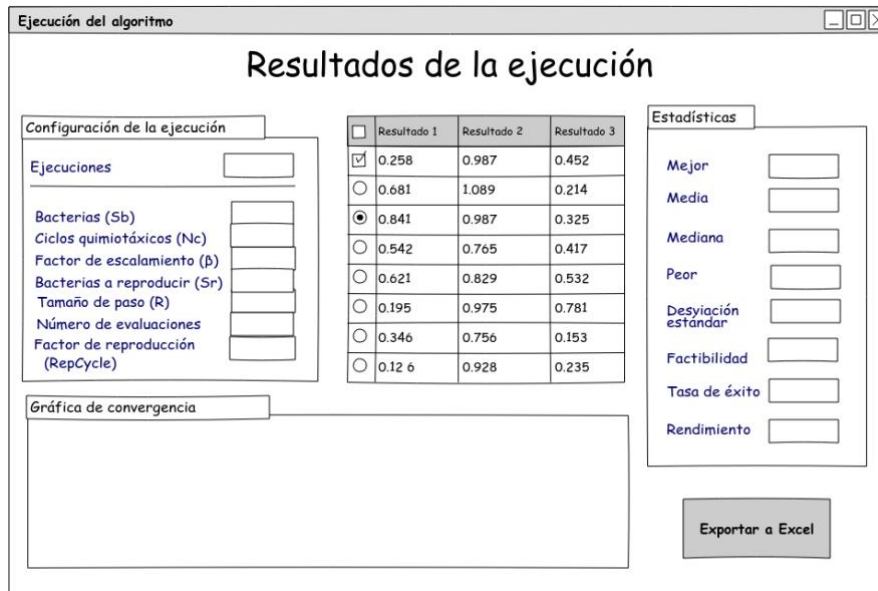 Ejecución del algoritmo
Resultados de la ejecución
Configuración de la ejecución
Ejecuciones
Bacterias (Sb)
Ciclos quimiotáxicos (Nc)
Factor de escalamiento (β)
Bacterias a reproducir (Sr)
Tamaño de paso (R)
Número de evaluaciones
Factor de reproducción
(RepCycle)
Resultado 1 Resultado 2 Resultado 3
0.258 0.987 0.452
0.681 1.089 0.214
0.841 0.987 0.325
0.542 0.765 0.417
0.621 0.829 0.532
0.195 0.975 0.781
0.346 0.756 0.153
0.12 6 0.928 0.235
Estadísticas
Mejor
Media
Mediana
Peor
Desviación
estándar
Factibilidad
Tasa de éxito
Rendimiento
Gráfica de convergencia
Exportar a Excel